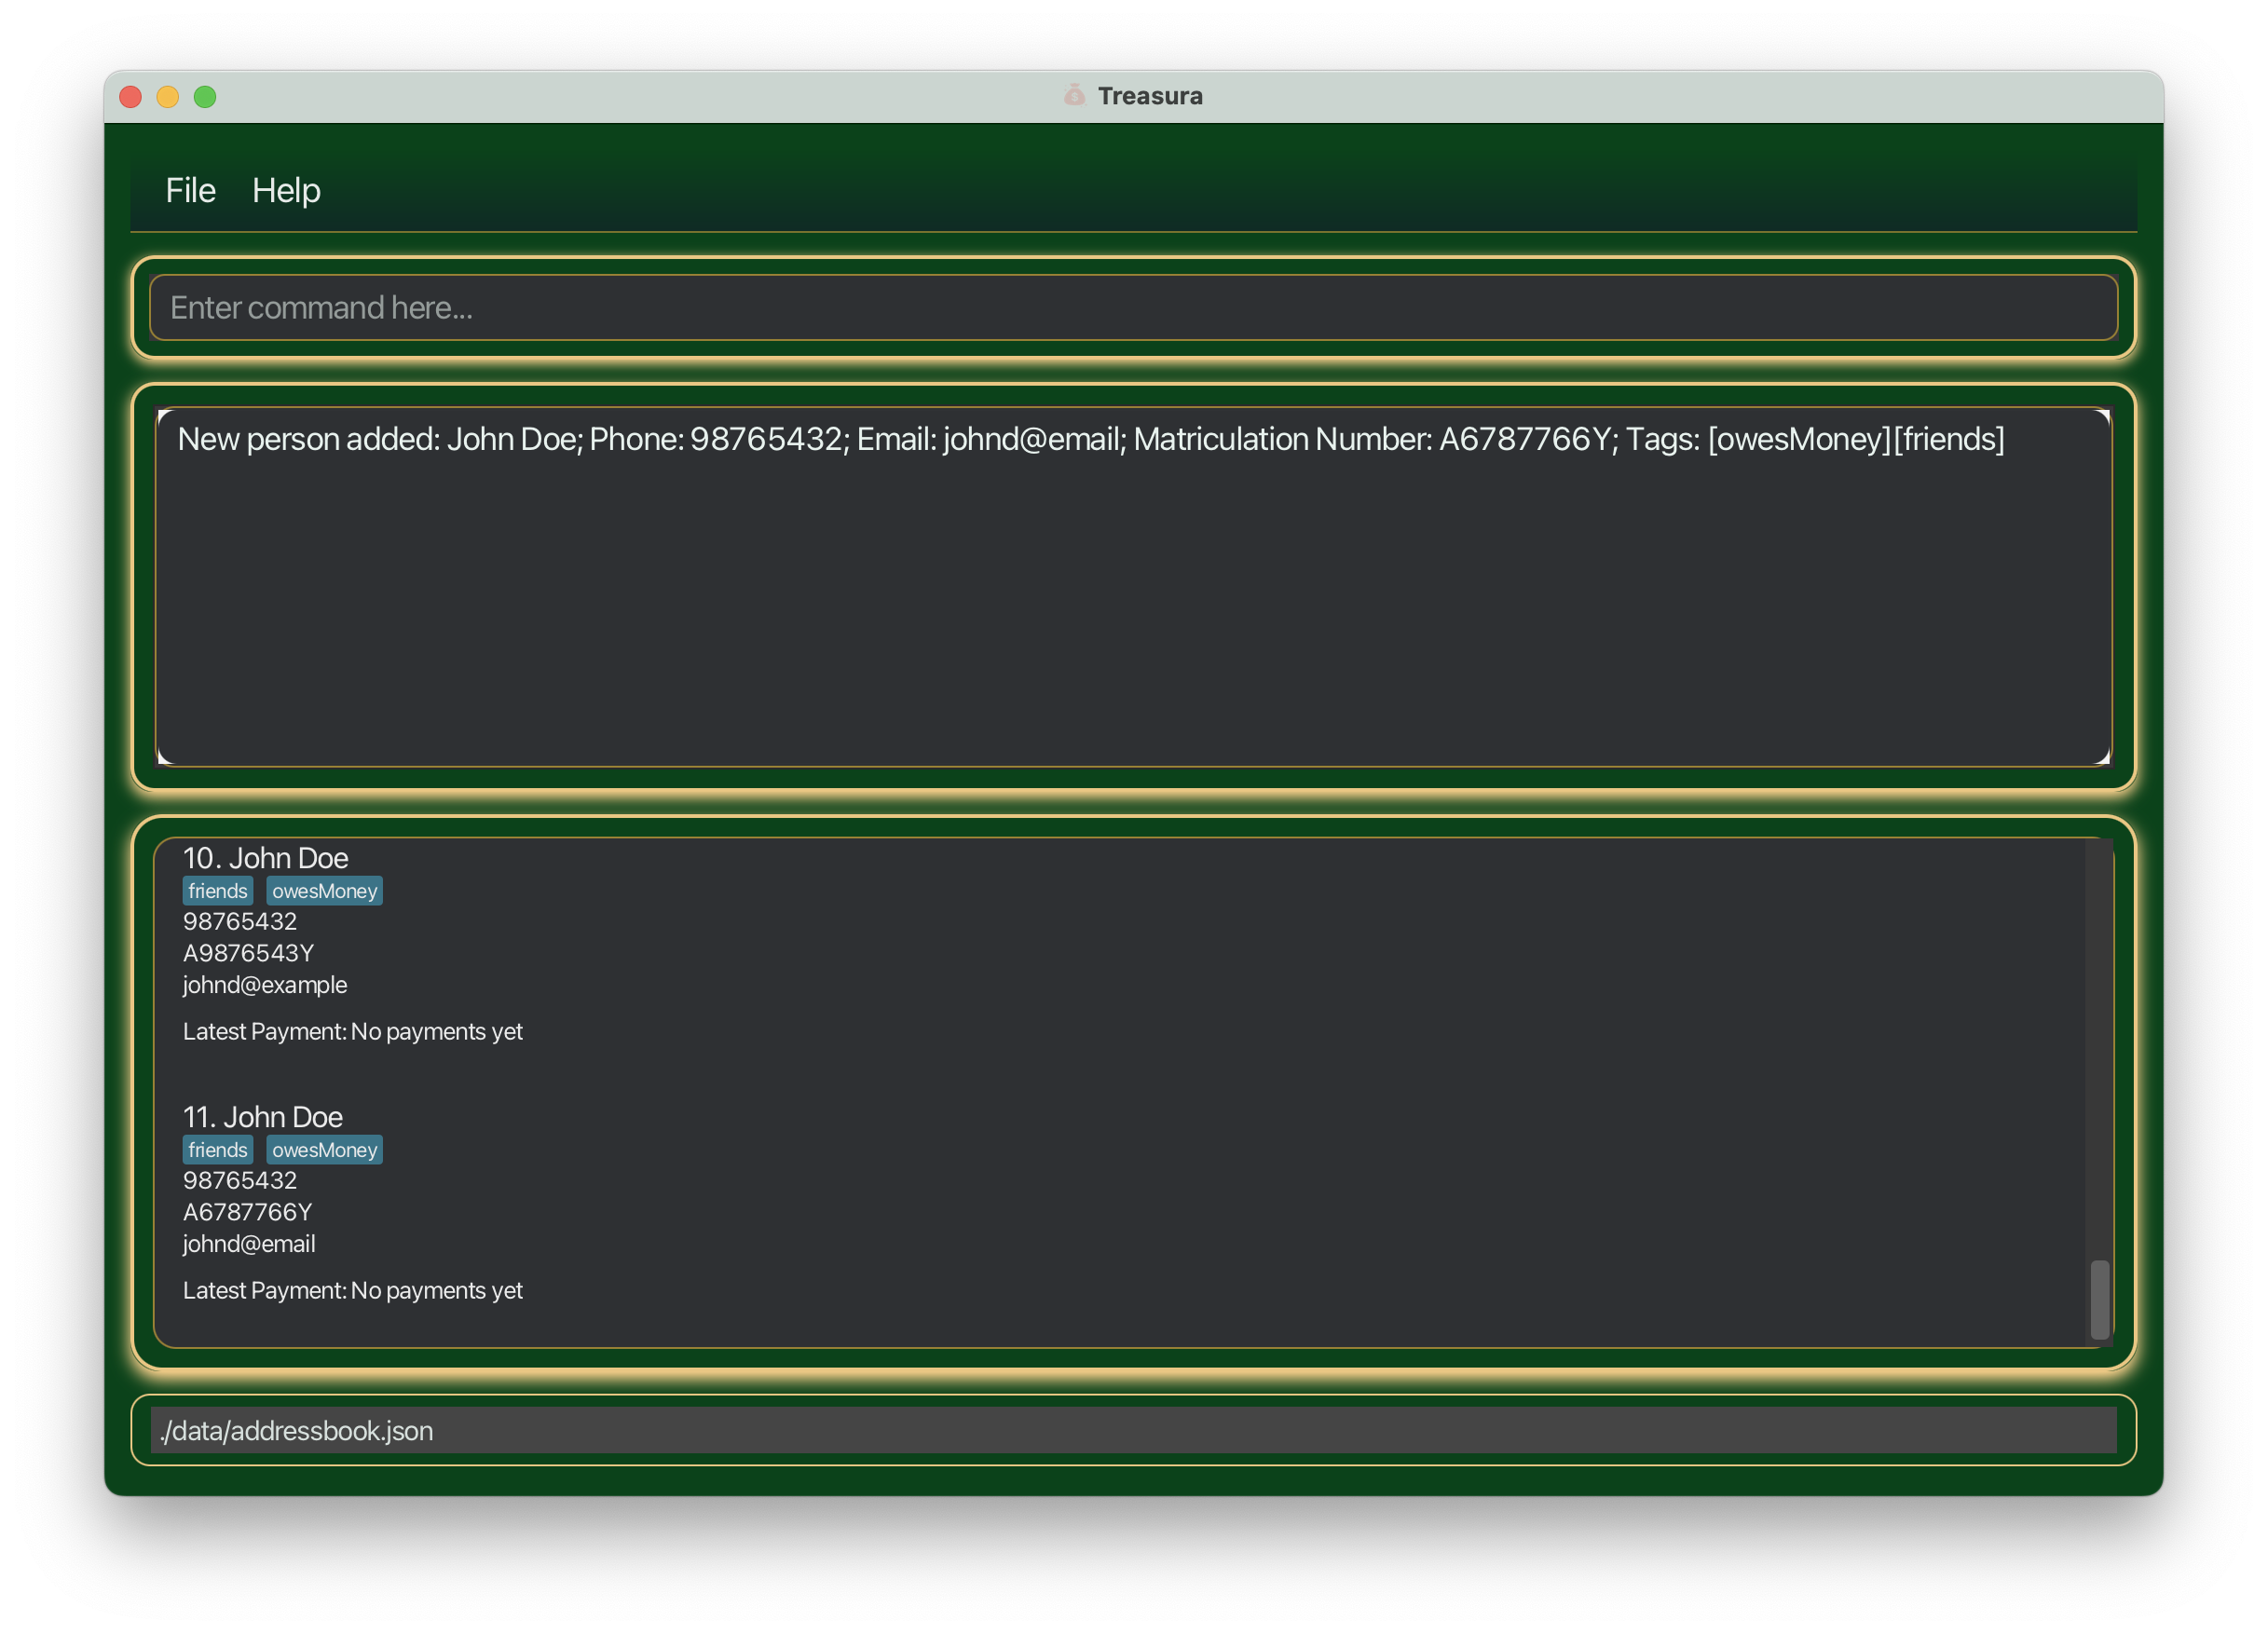 Treasura
File Help
Enter command here...
New person added: John Doe; Phone: 98765432; Email: johnd@email; Matriculation Number: A6787766Y; Tags: [owesMoney][friends]
10. John Doe
friends owesMoney
98765432
A9876543Y
johnd@example
Latest Payment: No payments yet
11. John Doe
friends owesMoney
98765432
A6787766Y
johnd@email
Latest Payment: No payments yet
./data/addressbook.json